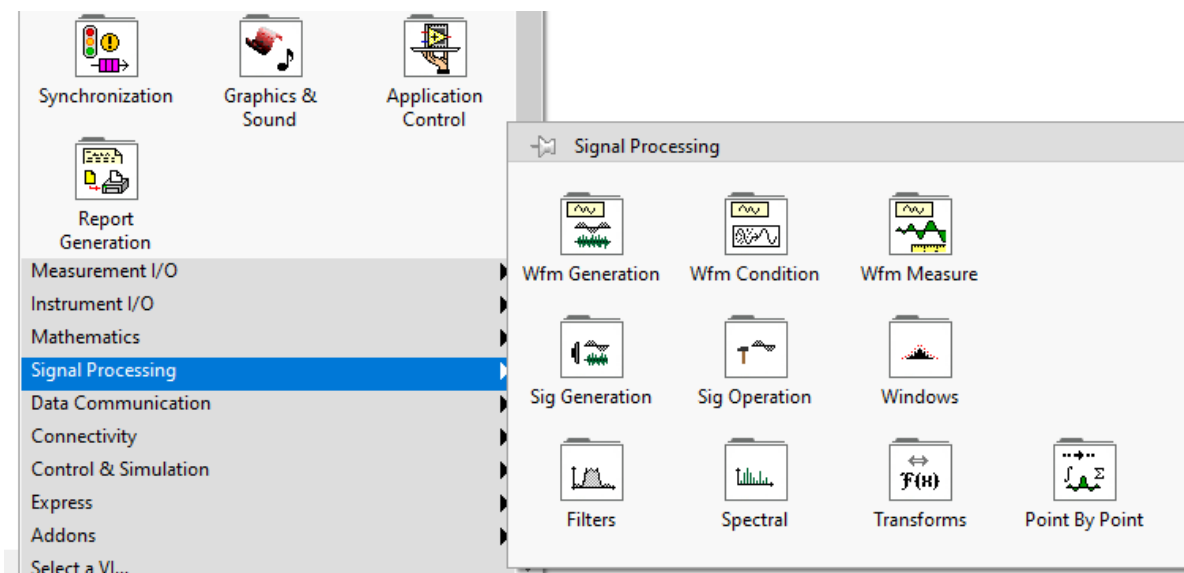 Synchronization
Graphics &
Sound
Application
Control
Report
Generation
Measurement I/O
Instrument I/O
Mathematics
Signal Processing
Data Communication
Connectivity
Control & Simulation
Express
Addons
Select a VI...
Signal Processing
Wfm Generation
Wfm Condition
Wfm Measure
Sig Generation
Sig Operation
Windows
Filters
Spectral
F(x)
Transforms
Point By Point